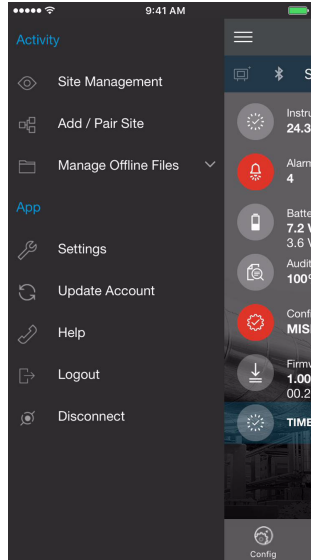 9:41 AM
Activity
Site Management
Add / Pair Site
Manage Offline Files
App
Settings
Update Account
Help
Logout
Disconnect
S
Instru
24.3
Alarm
4
Batte
7.2 V
3.6 V
Audit
100%
Confi
MIS
Firmw
1.00
00.2
TIME
Config